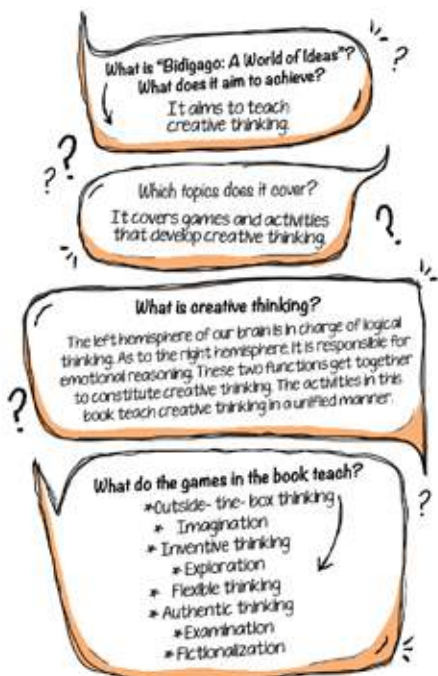 What is "Bidigago: A World of Ideas"?
What does it aim to achieve?
It aims to teach
creative thinking.
Which topics does it cover?
It covers games and activities
that develop creative thinking.
What is creative thinking?
The left hemisphere of our brain is in charge of logical
thinking. As to the right hemisphere, it is responsible for
emotional reasoning. These two functions get together
to constitute creative thinking. The activities in this
book teach creative thinking in a unified manner.
What do the games in the book teach?
*Outside- the- box thinking
* Imagination
* Inventive thinking
* Exploration
* Flexible thinking
* Authentic thinking
*Examination
*Fictionalization